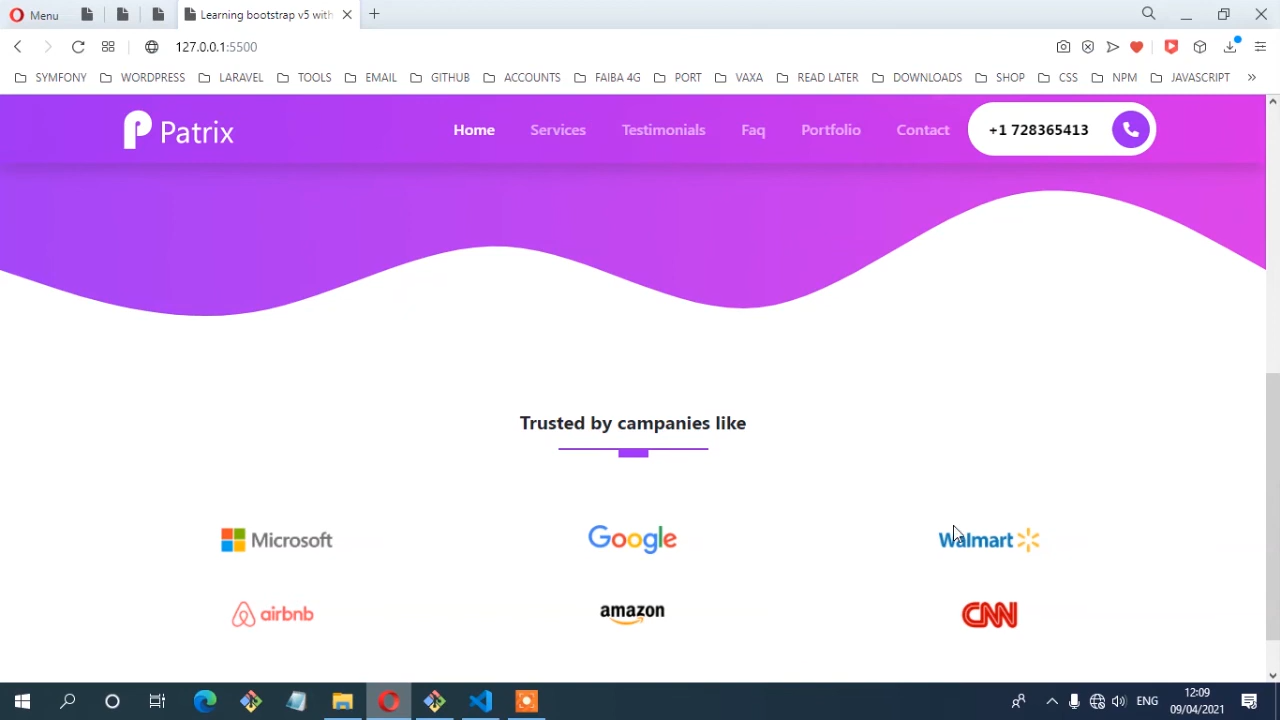 Menu
Learning bootstrap v5 with
127.0.0.1:5500
SYMFONY WORDPRESS LARAVEL TOOLS EMAIL GITHUB ACCOUNTS FAIBA 4G PORT VAXA READ LATER DOWNLOADS SHOP CSS NPM JAVASCRIPT »
Patrix Home Services Testimonials Faq Portfolio Contact +1 728365413
Trusted by campanies like
Microsoft Google Walmart
airbnb amazon CNN
ENG 12:09
09/04/2021